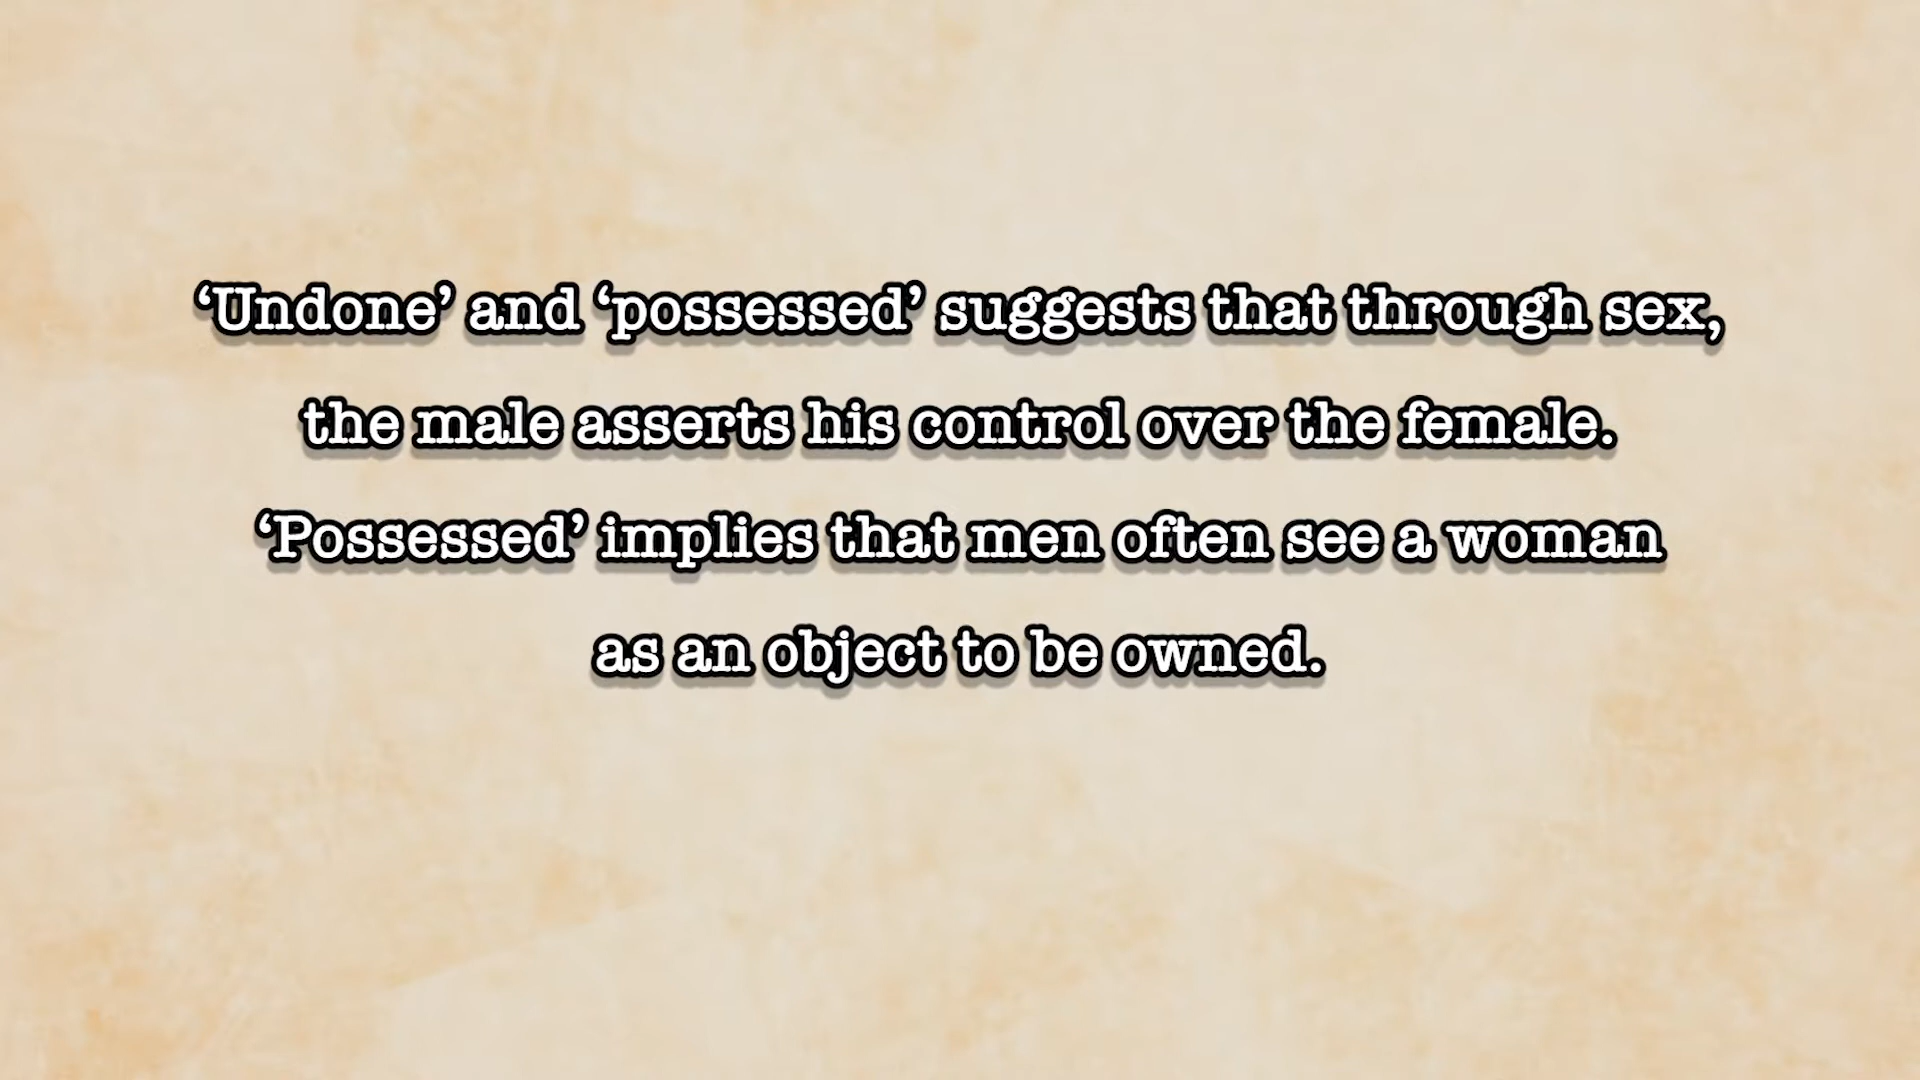 ‘Undone’ and ‘possessed’ suggests that through sex,
the male asserts his control over the female.
‘Possessed’ implies that men often see a woman
as an object to be owned.